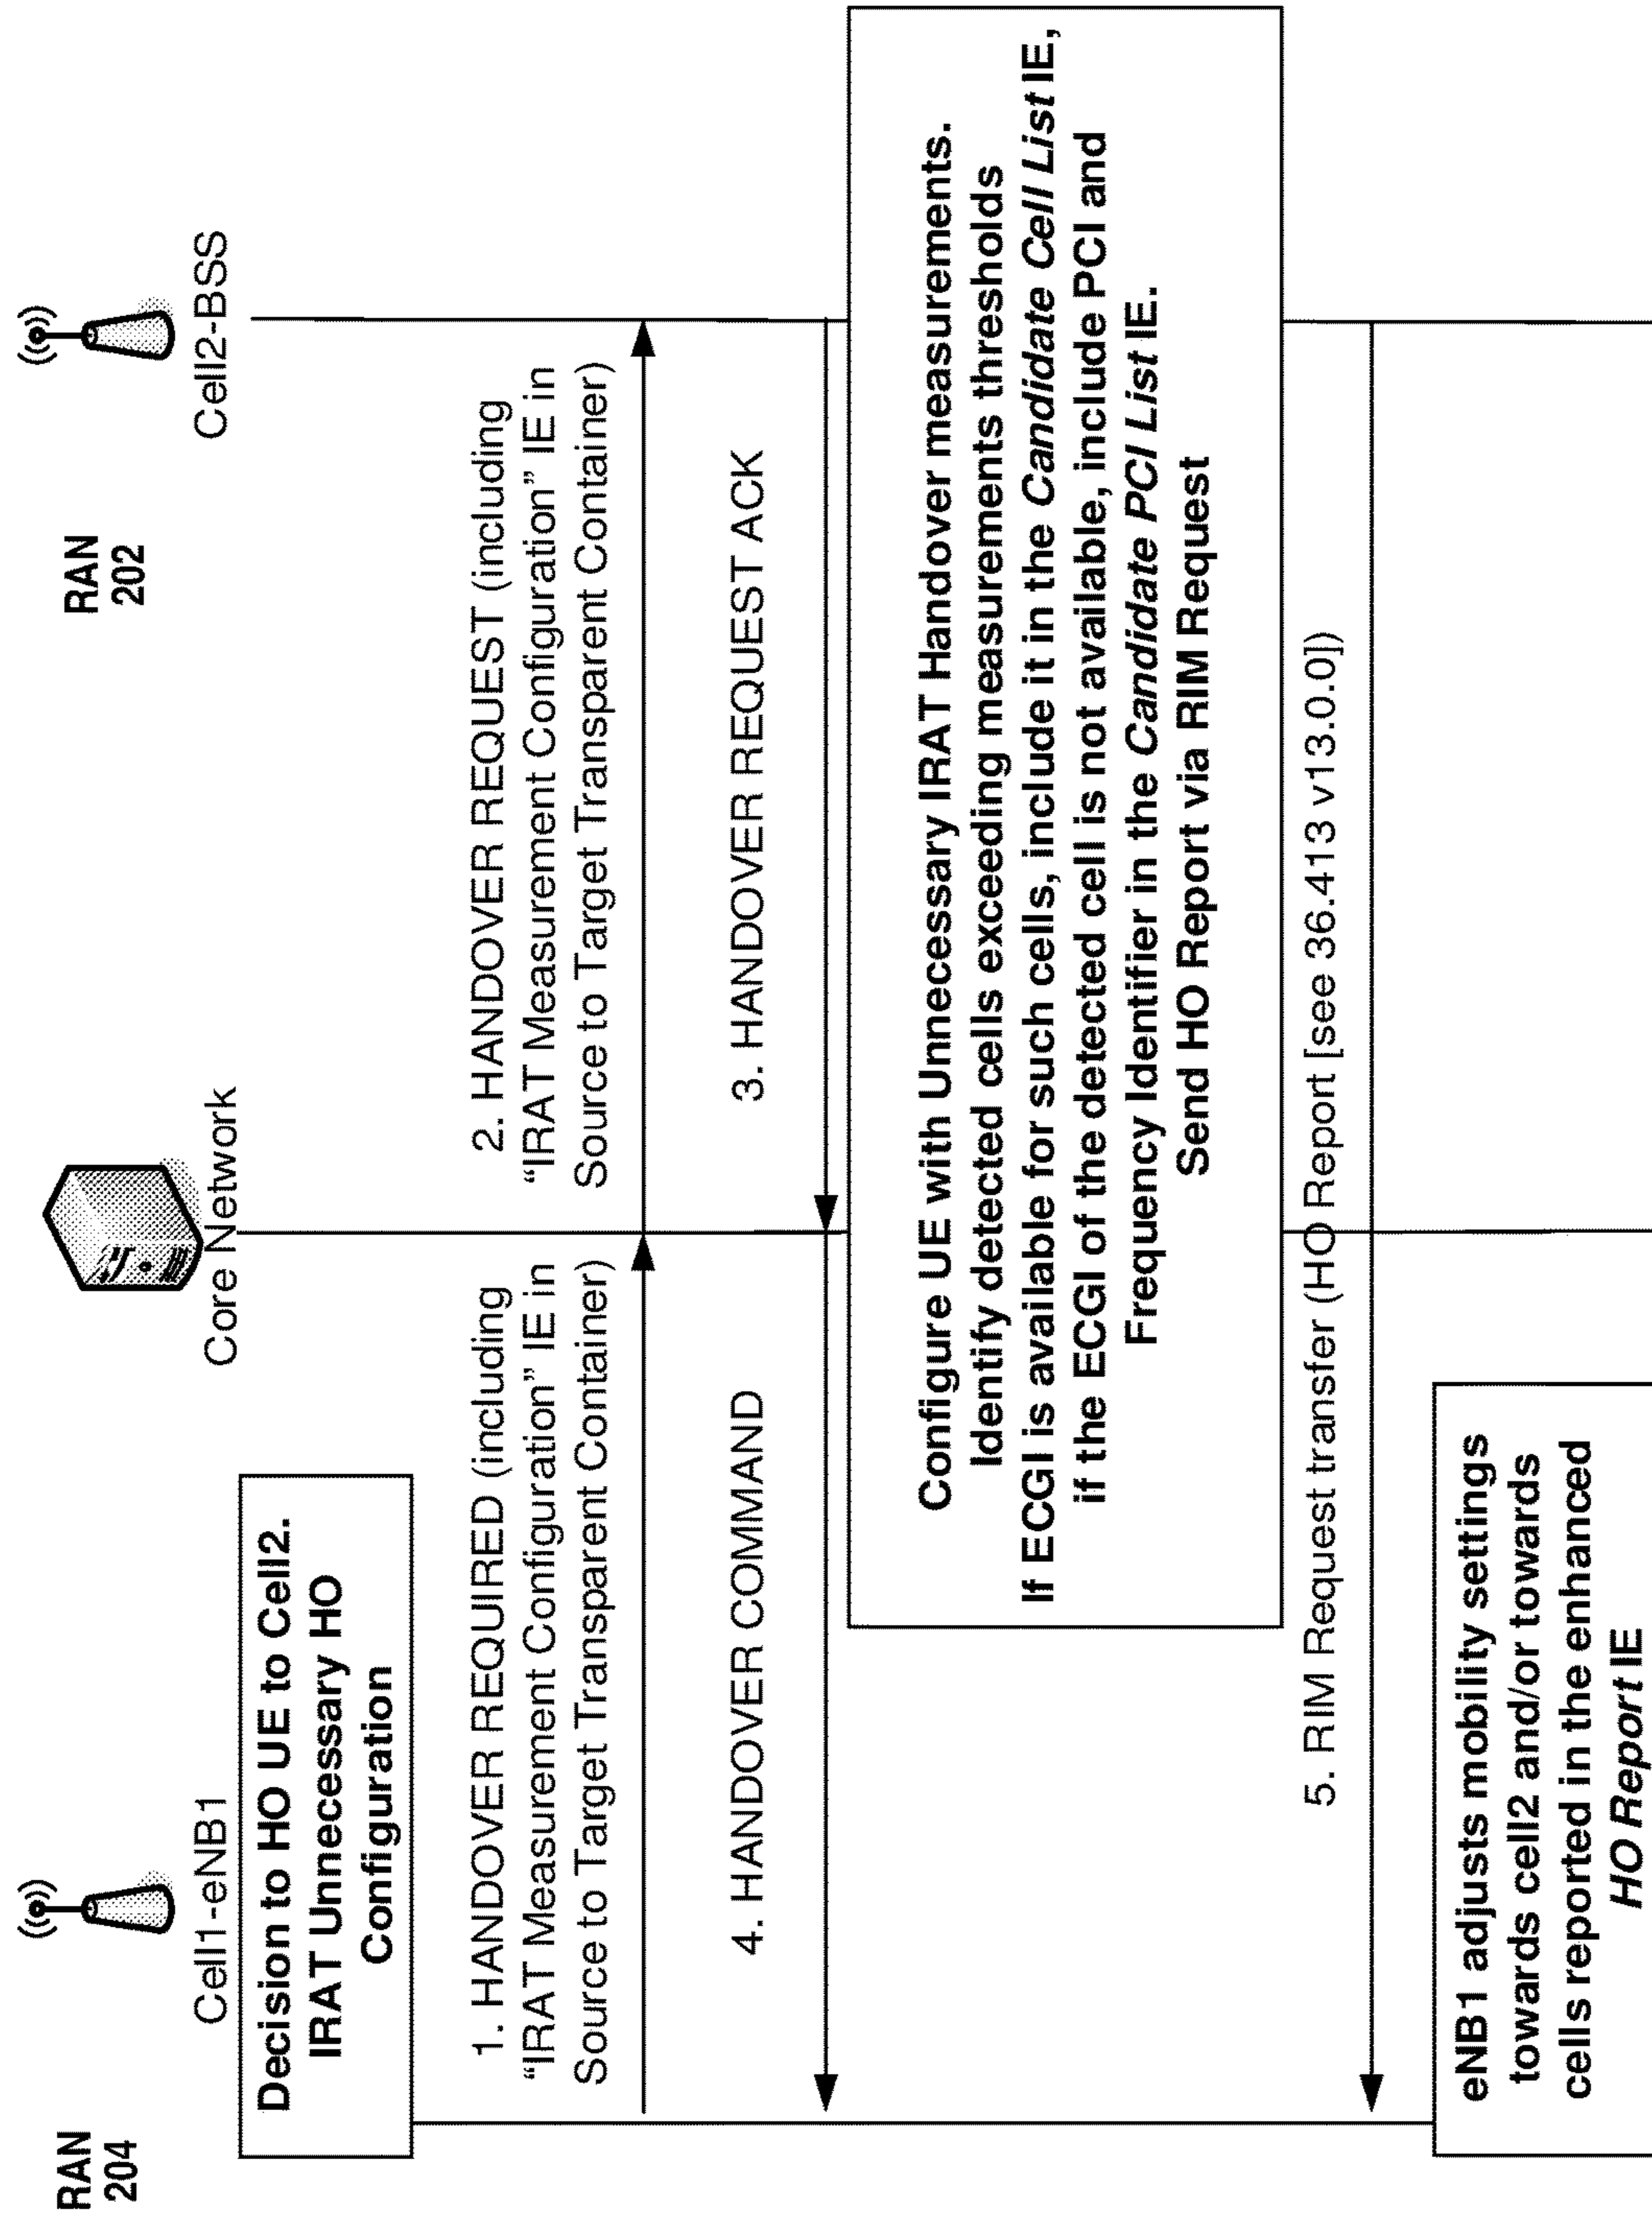 RAN
204
Cell1-eNB1
Core Network
RAN
202
Cell2-BSS
Decision to HO UE to Cell2.
IRAT Unnecessary HO
Configuration
1. HANDOVER REQUIRED (including
“IRAT Measurement Configuration” IE in
Source to Target Transparent Container)
2. HANDOVER REQUEST (including
“IRAT Measurement Configuration” IE in
Source to Target Transparent Container)
3. HANDOVER REQUEST ACK
4. HANDOVER COMMAND
Configure UE with Unnecessary IRAT Handover measurements.
Identify detected cells exceeding measurements thresholds
If ECGI is available for such cells, include it in the Candidate Cell List IE,
if the ECGI of the detected cell is not available, include PCI and
Frequency Identifier in the Candidate PCI List IE.
Send HO Report via RIM Request
5. RIM Request transfer (HO Report [see 36.413 v13.0.0])
eNB1 adjusts mobility settings
towards cell2 and/or towards
cells reported in the enhanced
HO Report IE